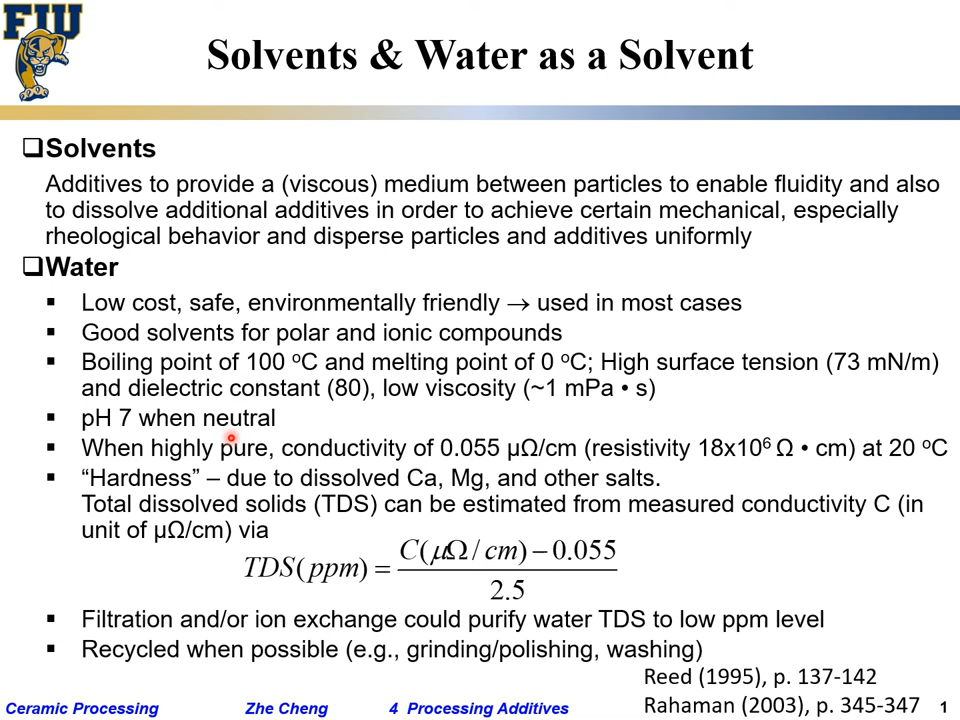 FIU
Solvents & Water as a Solvent
❑Solvents
Additives to provide a (viscous) medium between particles to enable fluidity and also
to dissolve additional additives in order to achieve certain mechanical, especially
rheological behavior and disperse particles and additives uniformly
❑Water
▪ Low cost, safe, environmentally friendly → used in most cases
▪ Good solvents for polar and ionic compounds
▪ Boiling point of 100 ºC and melting point of 0 ºC; High surface tension (73 mN/m)
and dielectric constant (80), low viscosity (~1 mPa • s)
▪ pH 7 when neutral
▪ When highly pure, conductivity of 0.055 μΩ/cm (resistivity 18x10⁶ Ω • cm) at 20 ºC
▪ “Hardness” – due to dissolved Ca, Mg, and other salts.
Total dissolved solids (TDS) can be estimated from measured conductivity C (in
unit of μΩ/cm) via
TDS(ppm) = (C(μΩ / cm) − 0.055) / 2.5
▪ Filtration and/or ion exchange could purify water TDS to low ppm level
▪ Recycled when possible (e.g., grinding/polishing, washing)
Reed (1995), p. 137-142
Rahaman (2003), p. 345-347
Ceramic Processing Zhe Cheng 4 Processing Additives 1